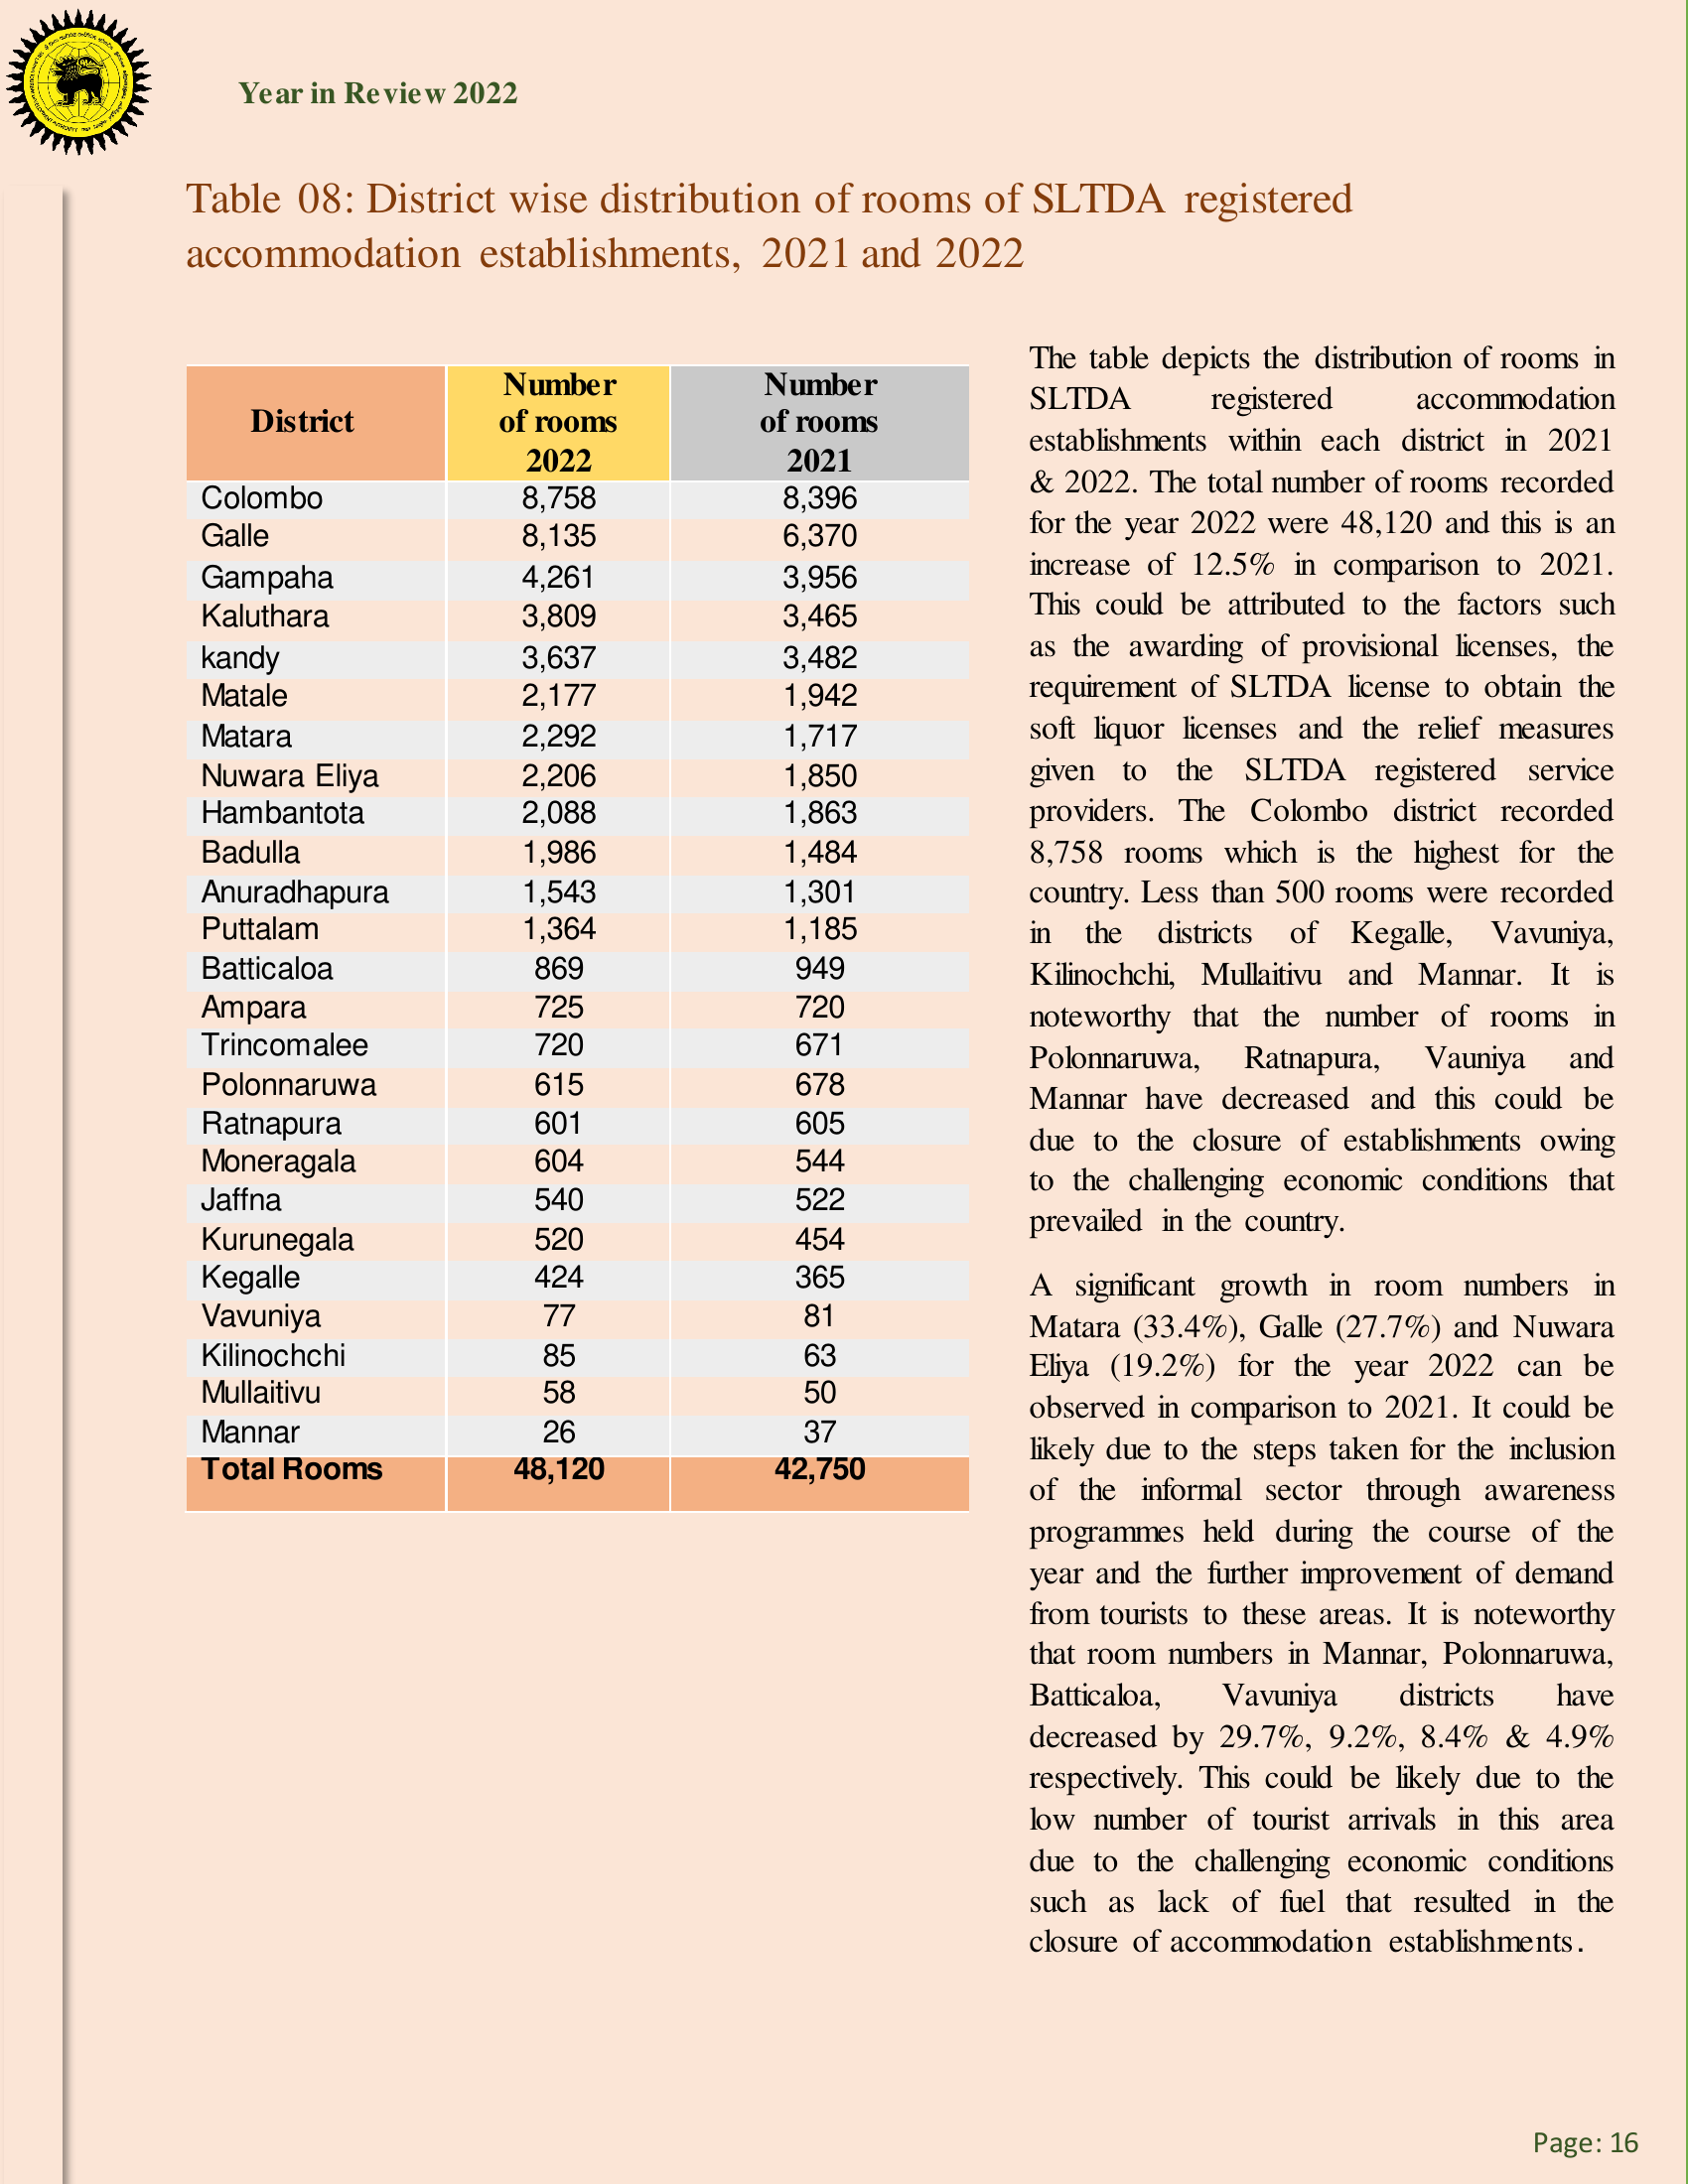 Year in Review 2022
Table 08: District wise distribution of rooms of SLTDA registered
accommodation establishments, 2021 and 2022
District Number of rooms 2022 Number of rooms 2021
Colombo 8,758 8,396
Galle 8,135 6,370
Gampaha 4,261 3,956
Kaluthara 3,809 3,465
kandy 3,637 3,482
Matale 2,177 1,942
Matara 2,292 1,717
Nuwara Eliya 2,206 1,850
Hambantota 2,088 1,863
Badulla 1,986 1,484
Anuradhapura 1,543 1,301
Puttalam 1,364 1,185
Batticaloa 869 949
Ampara 725 720
Trincomalee 720 671
Polonnaruwa 615 678
Ratnapura 601 605
Moneragala 604 544
Jaffna 540 522
Kurunegala 520 454
Kegalle 424 365
Vavuniya 77 81
Kilinochchi 85 63
Mullaitivu 58 50
Mannar 26 37
Total Rooms 48,120 42,750
The table depicts the distribution of rooms in
SLTDA registered accommodation
establishments within each district in 2021
& 2022. The total number of rooms recorded
for the year 2022 were 48,120 and this is an
increase of 12.5% in comparison to 2021.
This could be attributed to the factors such
as the awarding of provisional licenses, the
requirement of SLTDA license to obtain the
soft liquor licenses and the relief measures
given to the SLTDA registered service
providers. The Colombo district recorded
8,758 rooms which is the highest for the
country. Less than 500 rooms were recorded
in the districts of Kegalle, Vavuniya,
Kilinochchi, Mullaitivu and Mannar. It is
noteworthy that the number of rooms in
Polonnaruwa, Ratnapura, Vauniya and
Mannar have decreased and this could be
due to the closure of establishments owing
to the challenging economic conditions that
prevailed in the country.
A significant growth in room numbers in
Matara (33.4%), Galle (27.7%) and Nuwara
Eliya (19.2%) for the year 2022 can be
observed in comparison to 2021. It could be
likely due to the steps taken for the inclusion
of the informal sector through awareness
programmes held during the course of the
year and the further improvement of demand
from tourists to these areas. It is noteworthy
that room numbers in Mannar, Polonnaruwa,
Batticaloa, Vavuniya districts have
decreased by 29.7%, 9.2%, 8.4% & 4.9%
respectively. This could be likely due to the
low number of tourist arrivals in this area
due to the challenging economic conditions
such as lack of fuel that resulted in the
closure of accommodation establishments.
Page: 16